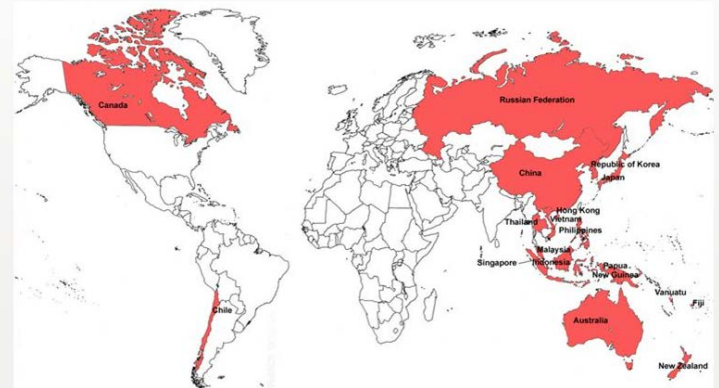 Canada
Russian Federation
China
Republic of Korea
Japan
Hong Kong
Vietnam
Thailand
Philippines
Malaysia
Singapore
Indonesia
Papua
New Guinea
Vanuatu
Fiji
Chile
Australia
New Zealand